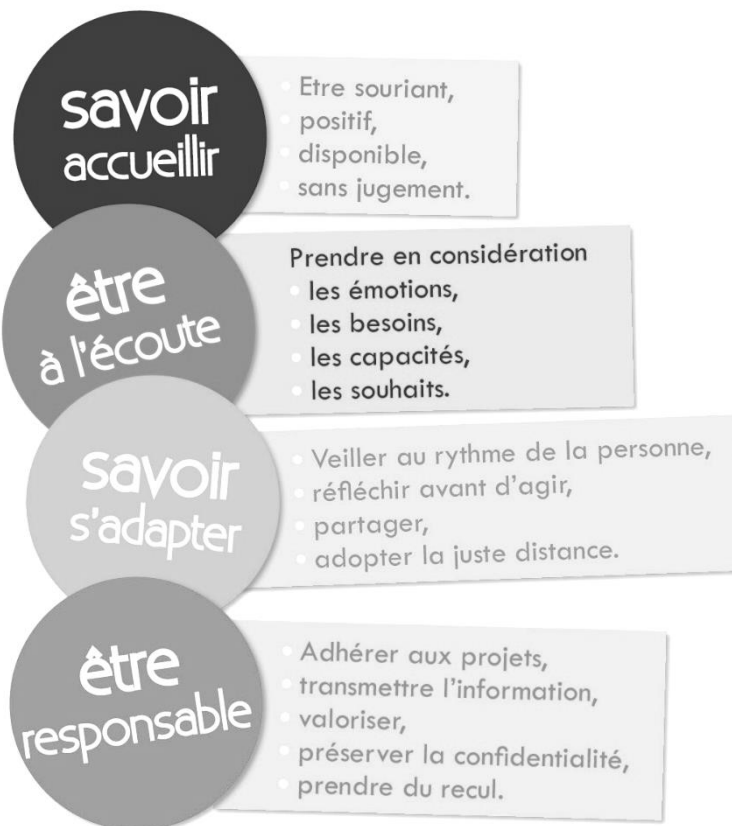 savoir
accueillir
Etre souriant,
positif,
disponible,
sans jugement.
être
à l'écoute
Prendre en considération
les émotions,
les besoins,
les capacités,
les souhaits.
savoir
s'adapter
Veiller au rythme de la personne,
réfléchir avant d'agir,
partager,
adopter la juste distance.
être
responsable
Adhérer aux projets,
transmettre l'information,
valoriser,
préserver la confidentialité,
prendre du recul.